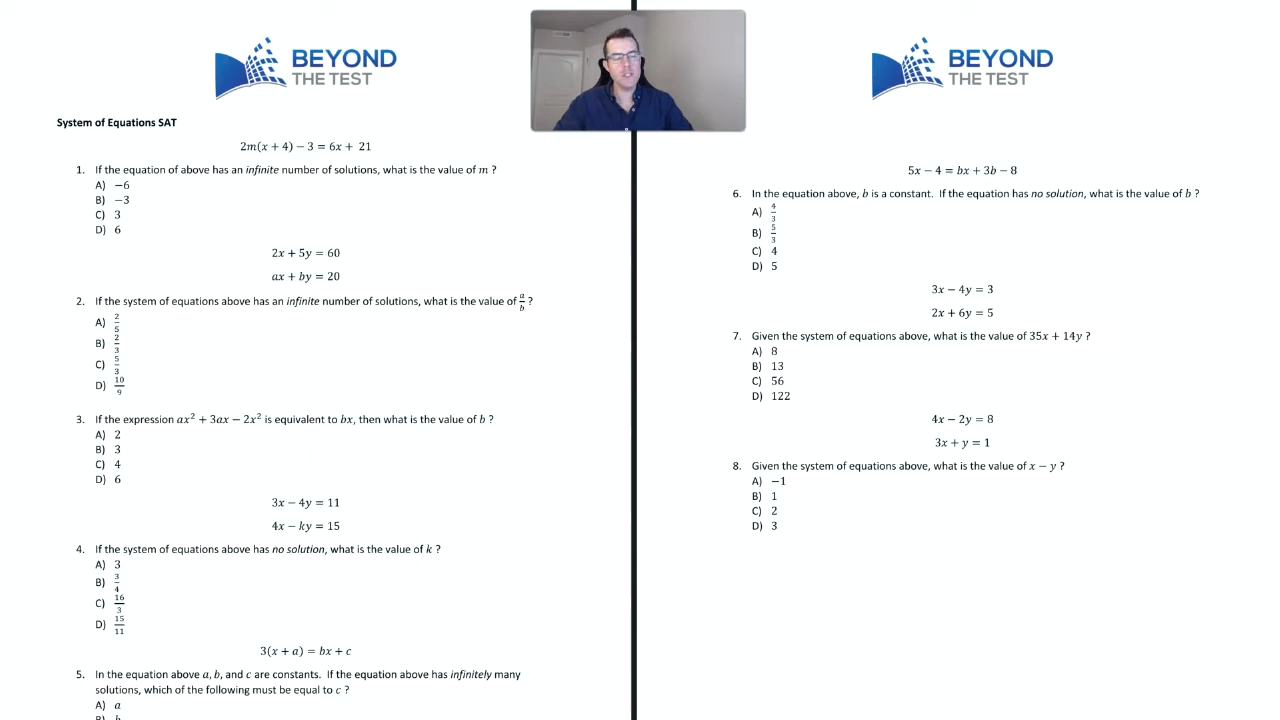 BEYOND
THE TEST
System of Equations SAT
2m(x + 4) − 3 = 6x + 21
1. If the equation of above has an infinite number of solutions, what is the value of m ?
A) −6
B) −3
C) 3
D) 6
2x + 5y = 60
ax + by = 20
2. If the system of equations above has an infinite number of solutions, what is the value of a/b ?
A) 2/5
B) 2/3
C) 5/3
D) 10/9
3. If the expression ax² + 3ax − 2x² is equivalent to bx, then what is the value of b ?
A) 2
B) 3
C) 4
D) 6
3x − 4y = 11
4x − ky = 15
4. If the system of equations above has no solution, what is the value of k ?
A) 3
B) 3/4
C) 16/3
D) 15/11
3(x + a) = bx + c
5. In the equation above a, b, and c are constants. If the equation above has infinitely many
solutions, which of the following must be equal to c ?
A) a
BEYOND
THE TEST
5x − 4 = bx + 3b − 8
6. In the equation above, b is a constant. If the equation has no solution, what is the value of b ?
A) 4/3
B) 5/3
C) 4
D) 5
3x − 4y = 3
2x + 6y = 5
7. Given the system of equations above, what is the value of 35x + 14y ?
A) 8
B) 13
C) 56
D) 122
4x − 2y = 8
3x + y = 1
8. Given the system of equations above, what is the value of x − y ?
A) −1
B) 1
C) 2
D) 3